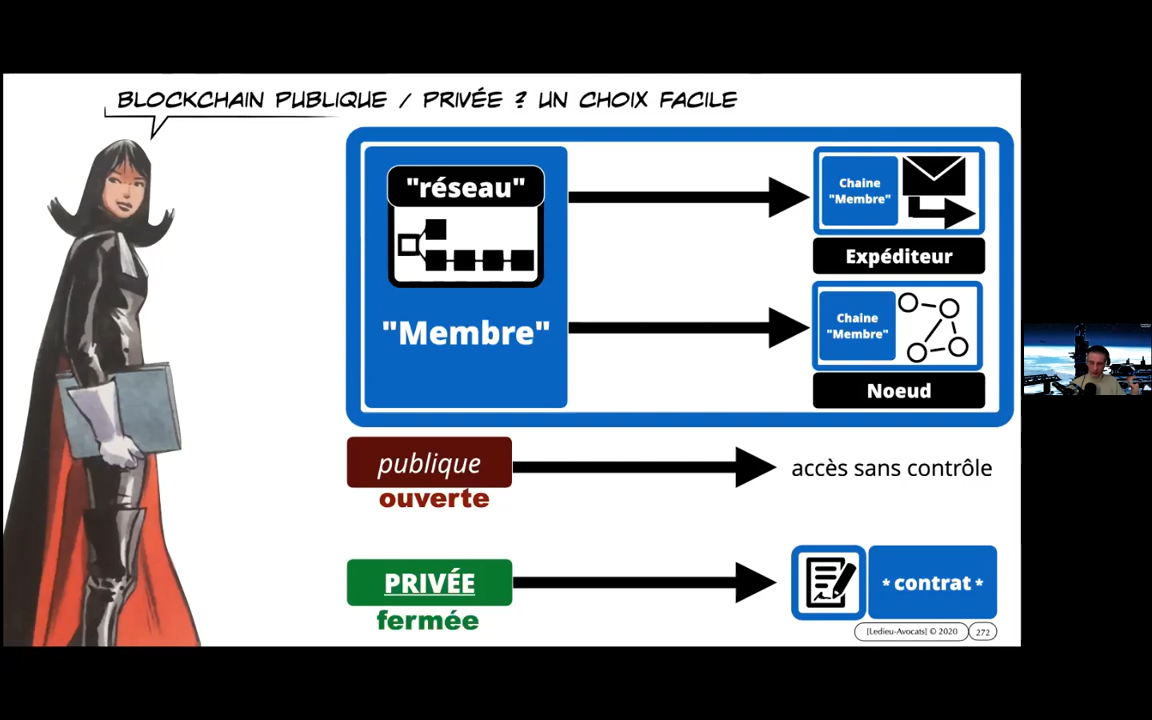 BLOCKCHAIN PUBLIQUE / PRIVÉE ? UN CHOIX FACILE
"réseau"
"Membre"
Chaine
"Membre"
Expéditeur
Chaine
"Membre"
Noeud
publique
ouverte
accès sans contrôle
PRIVÉE
fermée
* contrat *
[Ledieu-Avocats] © 2020
272